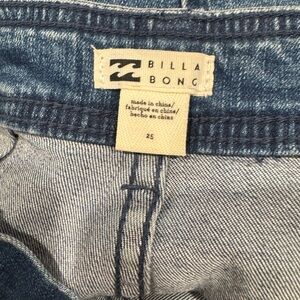 BILLA
BONG
made in china/
fabriqué en chine/
hecho en china
25